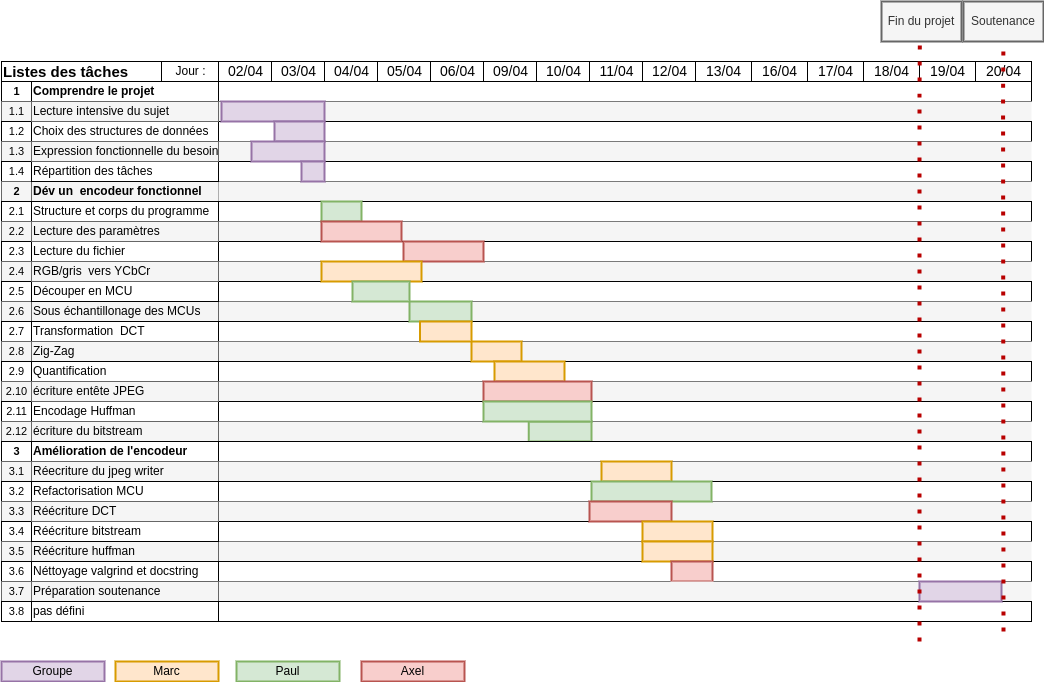 Fin du projet Soutenance
Listes des tâches Jour : 02/04 03/04 04/04 05/04 06/04 09/04 10/04 11/04 12/04 13/04 16/04 17/04 18/04 19/04 20/04
1 Comprendre le projet
1.1 Lecture intensive du sujet
1.2 Choix des structures de données
1.3 Expression fonctionnelle du besoin
1.4 Répartition des tâches
2 Dév un  encodeur fonctionnel
2.1 Structure et corps du programme
2.2 Lecture des paramètres
2.3 Lecture du fichier
2.4 RGB/gris  vers YCbCr
2.5 Découper en MCU
2.6 Sous échantillonage des MCUs
2.7 Transformation  DCT
2.8 Zig-Zag
2.9 Quantification
2.10 écriture entête JPEG
2.11 Encodage Huffman
2.12 écriture du bitstream
3 Amélioration de l'encodeur
3.1 Réecriture du jpeg writer
3.2 Refactorisation MCU
3.3 Réécriture DCT
3.4 Réécriture bitstream
3.5 Réécriture huffman
3.6 Néttoyage valgrind et docstring
3.7 Préparation soutenance
3.8 pas défini
Groupe Marc Paul Axel